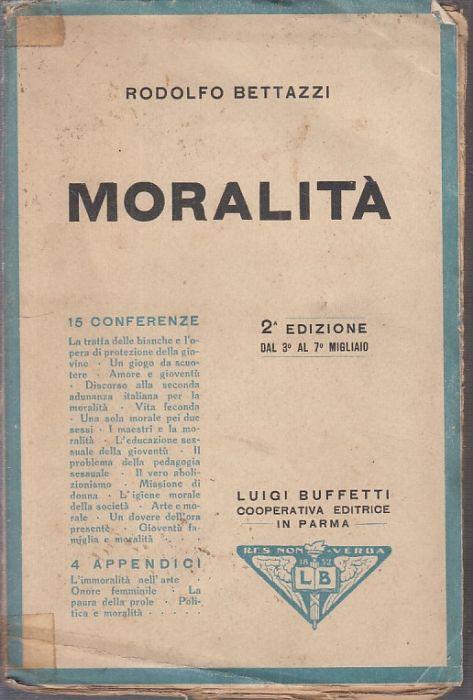 RODOLFO BETTAZZI
MORALITÀ
15 CONFERENZE
La tratta delle bianche e l'o-
pera di protezione della gio-
vine · Un giogo da scuo-
tere · Amore e gioventù
· Discorso alla seconda
adunanza italiana per la
moralità · Vita feconda
· Una sola morale pei due
sessi · I maestri e la mo-
ralità · L'educazione ses-
suale della gioventù · Il
problema della pedagogia
sessuale · Il vero aboli-
zionismo · Missione di
donna · L'igiene morale
della società · Arte e mo-
rale · Un dovere dell'ora
presente · Gioventù fa-
miglia e moralità · ·
4 APPENDICI
L'immoralità nell'arte ·
Onore femminile · La
paura della prole · Poli-
tica e moralità · · · · ·
2ª EDIZIONE
DAL 3º AL 7º MIGLIAIO
LUIGI BUFFETTI
COOPERATIVA EDITRICE
IN PARMA
RES NON VERBA
18 52
L B